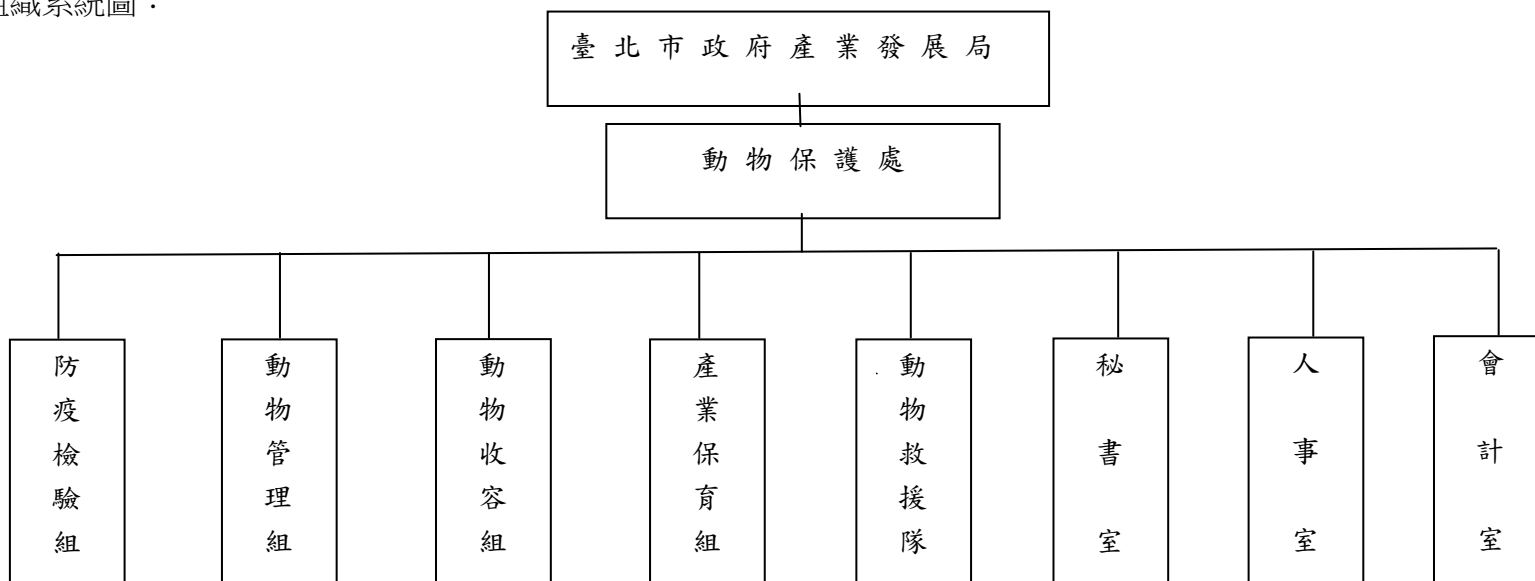 組織系統圖：
臺北市政府產業發展局
動物保護處
防疫檢驗組
動物管理組
動物收容組
產業保育組
動物救援隊
秘書室
人事室
會計室